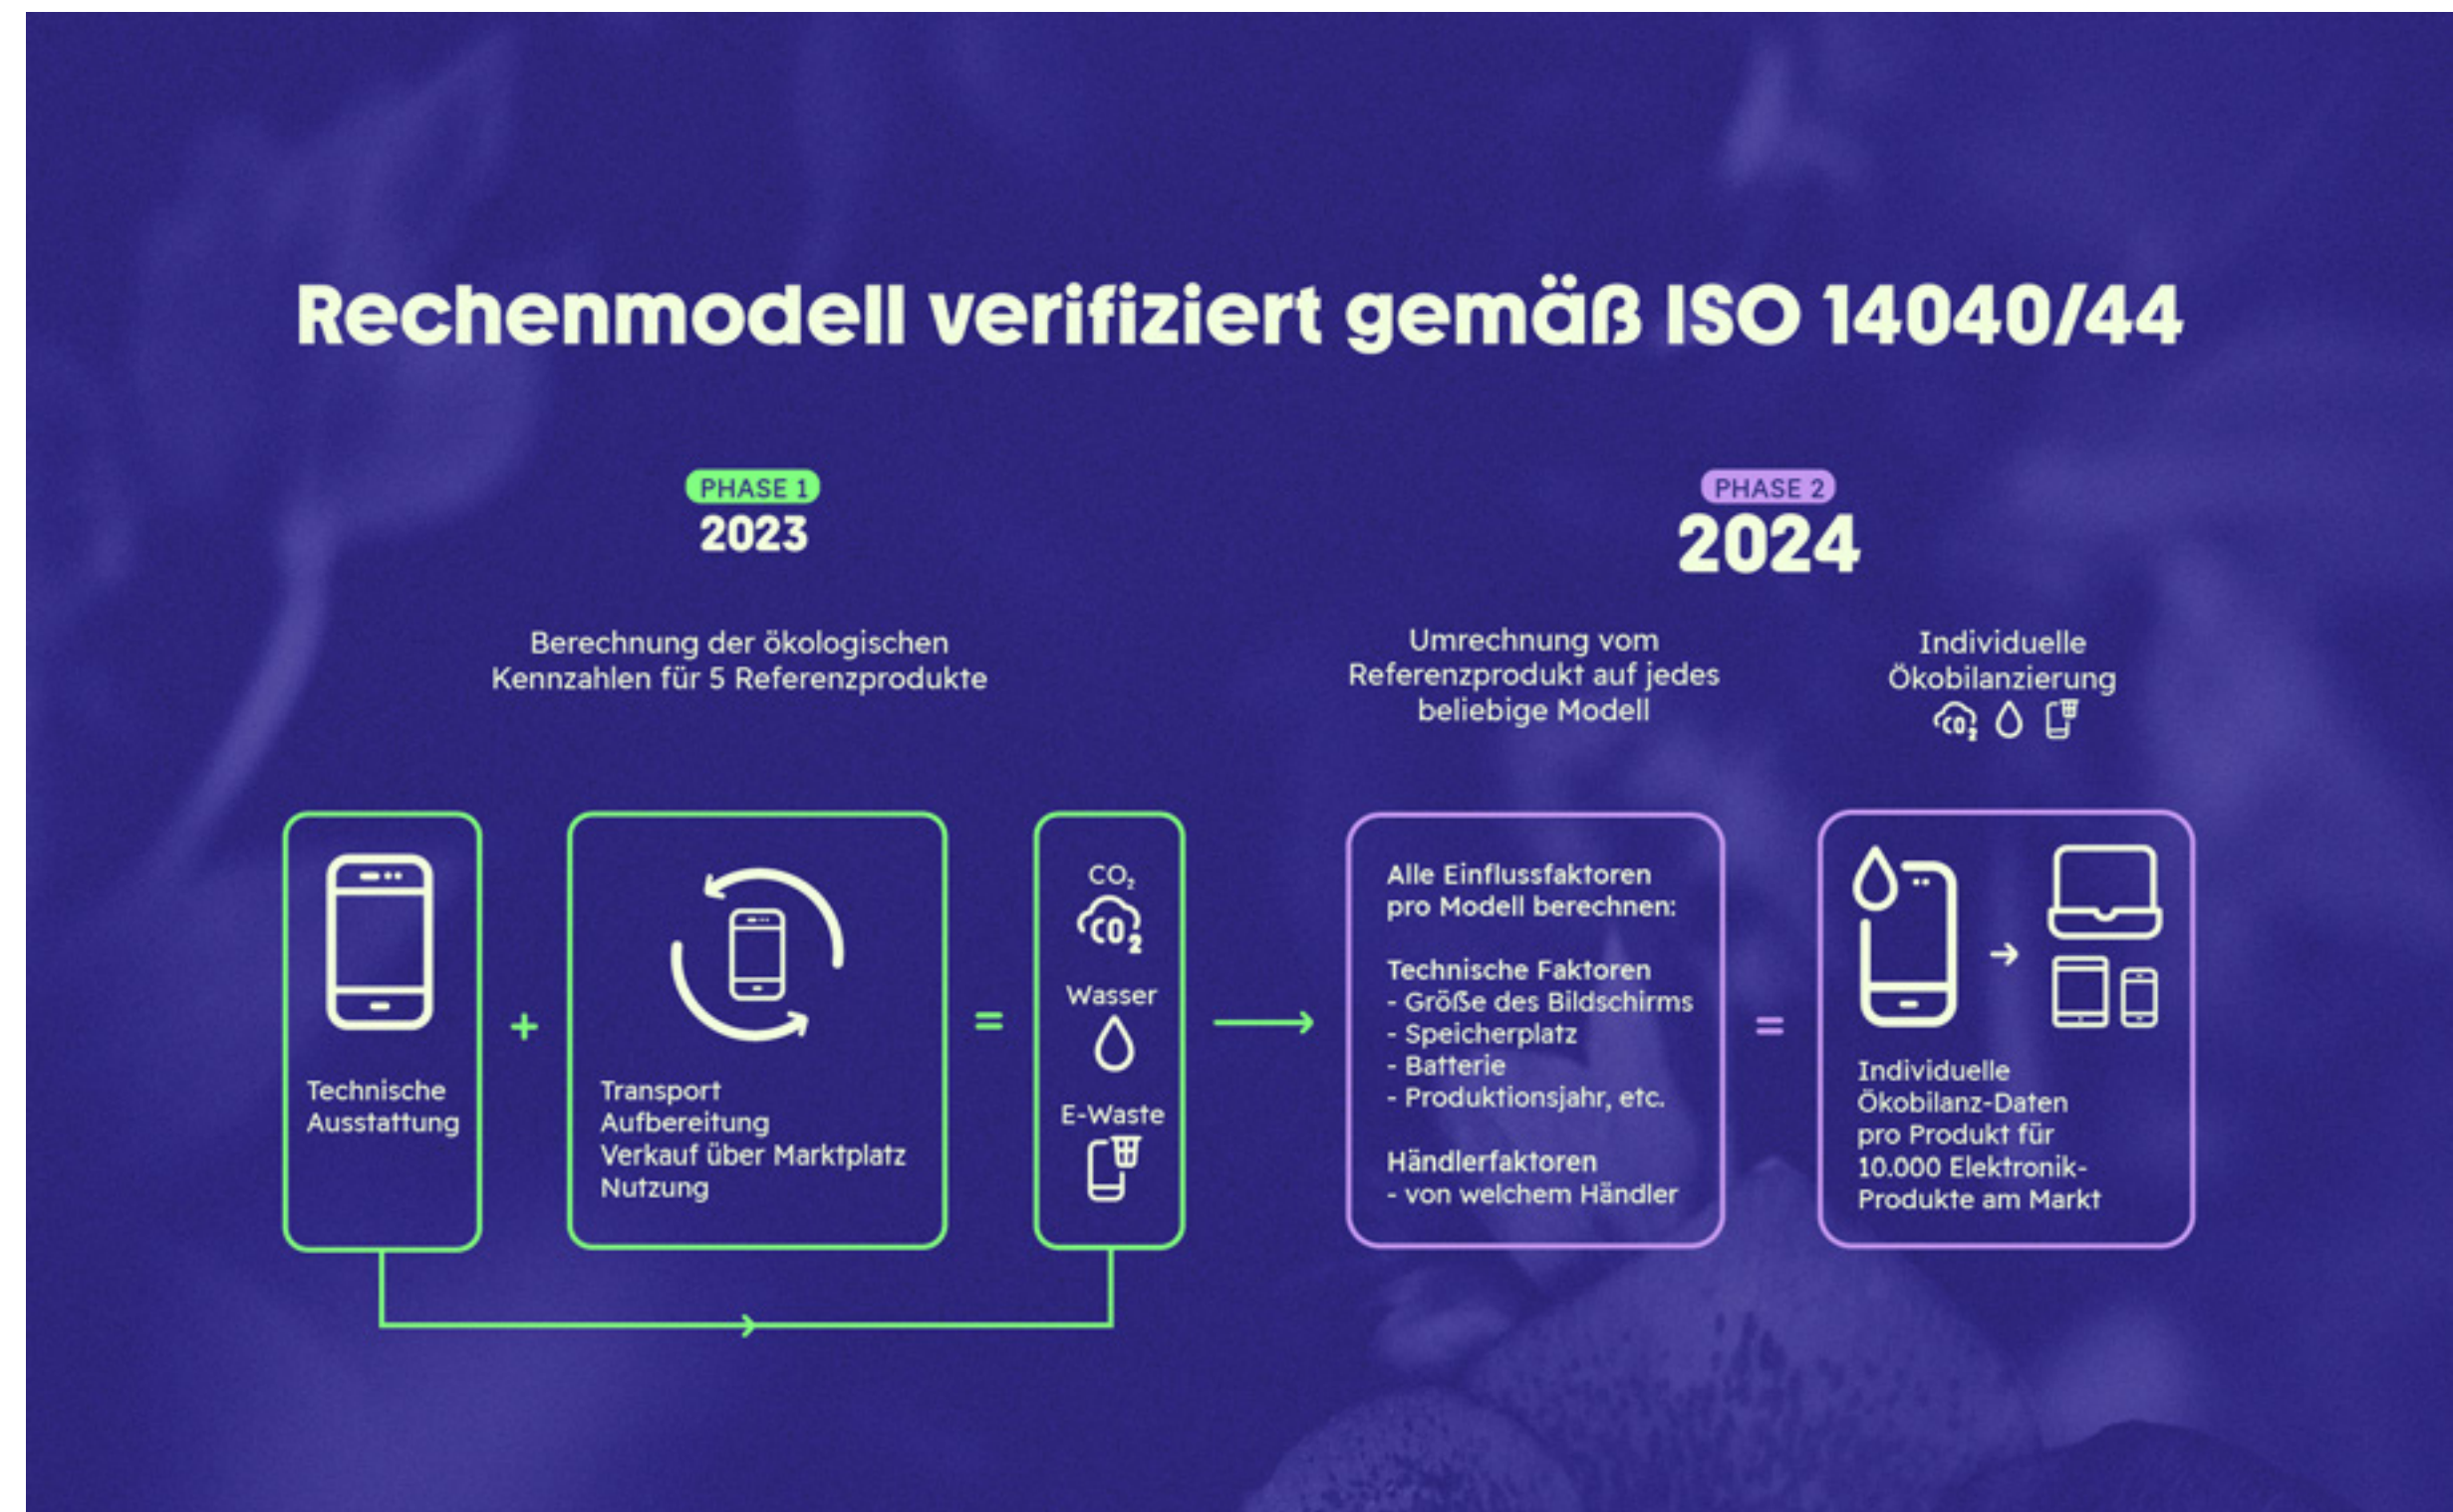 Rechenmodell verifiziert gemäß ISO 14040/44
PHASE 1
2023
Berechnung der ökologischen
Kennzahlen für 5 Referenzprodukte
Technische
Ausstattung
+
Transport
Aufbereitung
Verkauf über Marktplatz
Nutzung
=
CO₂
CO2
Wasser
E-Waste
PHASE 2
2024
Umrechnung vom
Referenzprodukt auf jedes
beliebige Modell
Alle Einflussfaktoren
pro Modell berechnen:
Technische Faktoren
- Größe des Bildschirms
- Speicherplatz
- Batterie
- Produktionsjahr, etc.
Händlerfaktoren
- von welchem Händler
=
Individuelle
Ökobilanzierung
CO2
Individuelle
Ökobilanz-Daten
pro Produkt für
10.000 Elektronik-
Produkte am Markt